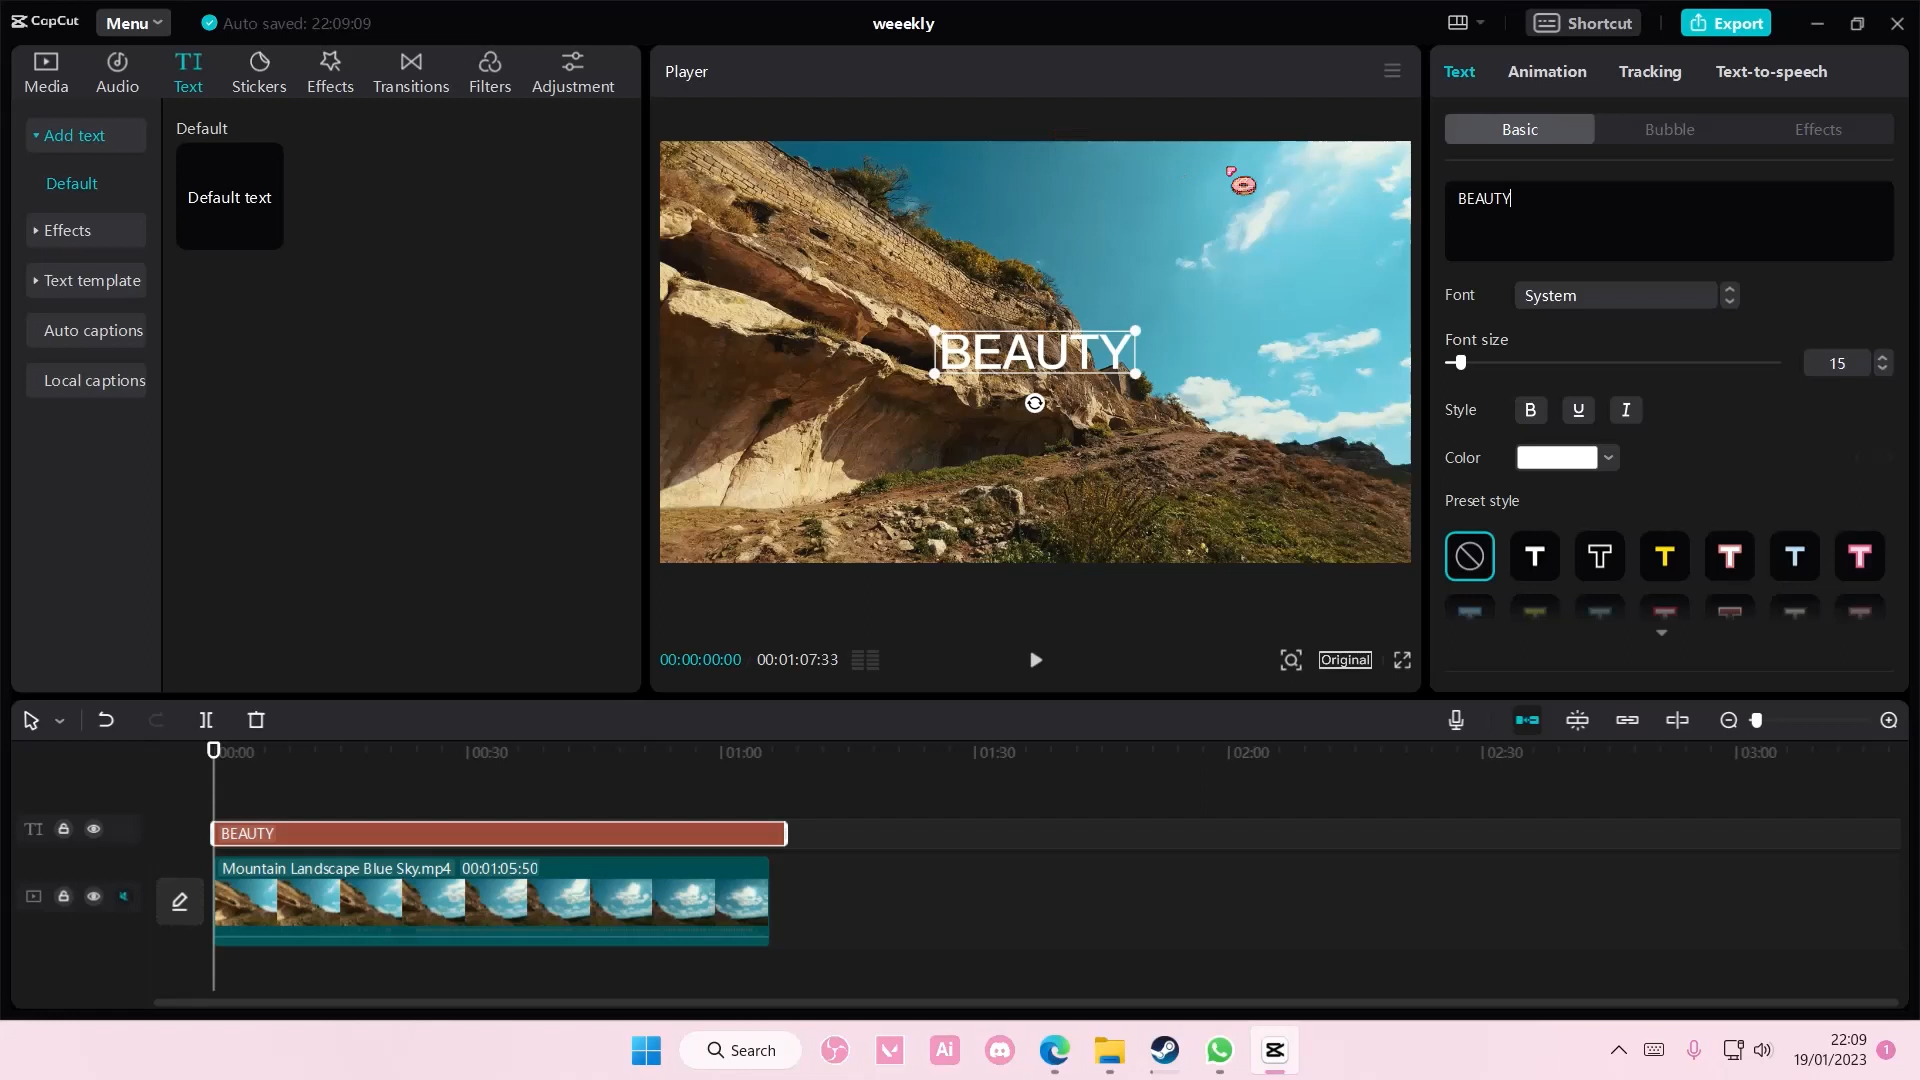 CapCut
Menu
Auto saved: 22:09:09
weeekly
Shortcut
Export
Media
Audio
TI
Text
Stickers
Effects
Transitions
Filters
Adjustment
Add text
Default
Effects
Text template
Auto captions
Local captions
Default
Default text
Player
BEAUTY
00:00:00:00
00:01:07:33
Original
Text
Animation
Tracking
Text-to-speech
Basic
Bubble
Effects
BEAUTY
Font
System
Font size
15
Style
B
U
I
Color
Preset style
T
T
T
T
T
T
00:00
00:30
01:00
01:30
02:00
02:30
03:00
TI
BEAUTY
Mountain Landscape Blue Sky.mp4 00:01:05:50
Search
Ai
22:09
19/01/2023
1